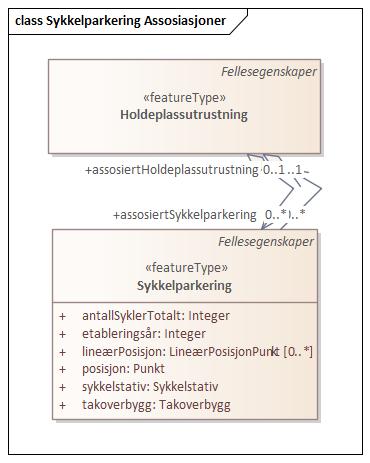 class Sykkelparkering Assosiasjoner
Fellesegenskaper
«featureType»
Holdeplassutrustning
+assosiertHoldeplassutrustning 0..1 ..1
+assosiertSykkelparkering 0..* )..*
Fellesegenskaper
«featureType»
Sykkelparkering
+ antallSyklerTotalt: Integer
+ etableringsår: Integer
+ lineærPosisjon: LineærPosisjonPunkt [0..*]
+ posisjon: Punkt
+ sykkelstativ: Sykkelstativ
+ takoverbygg: Takoverbygg